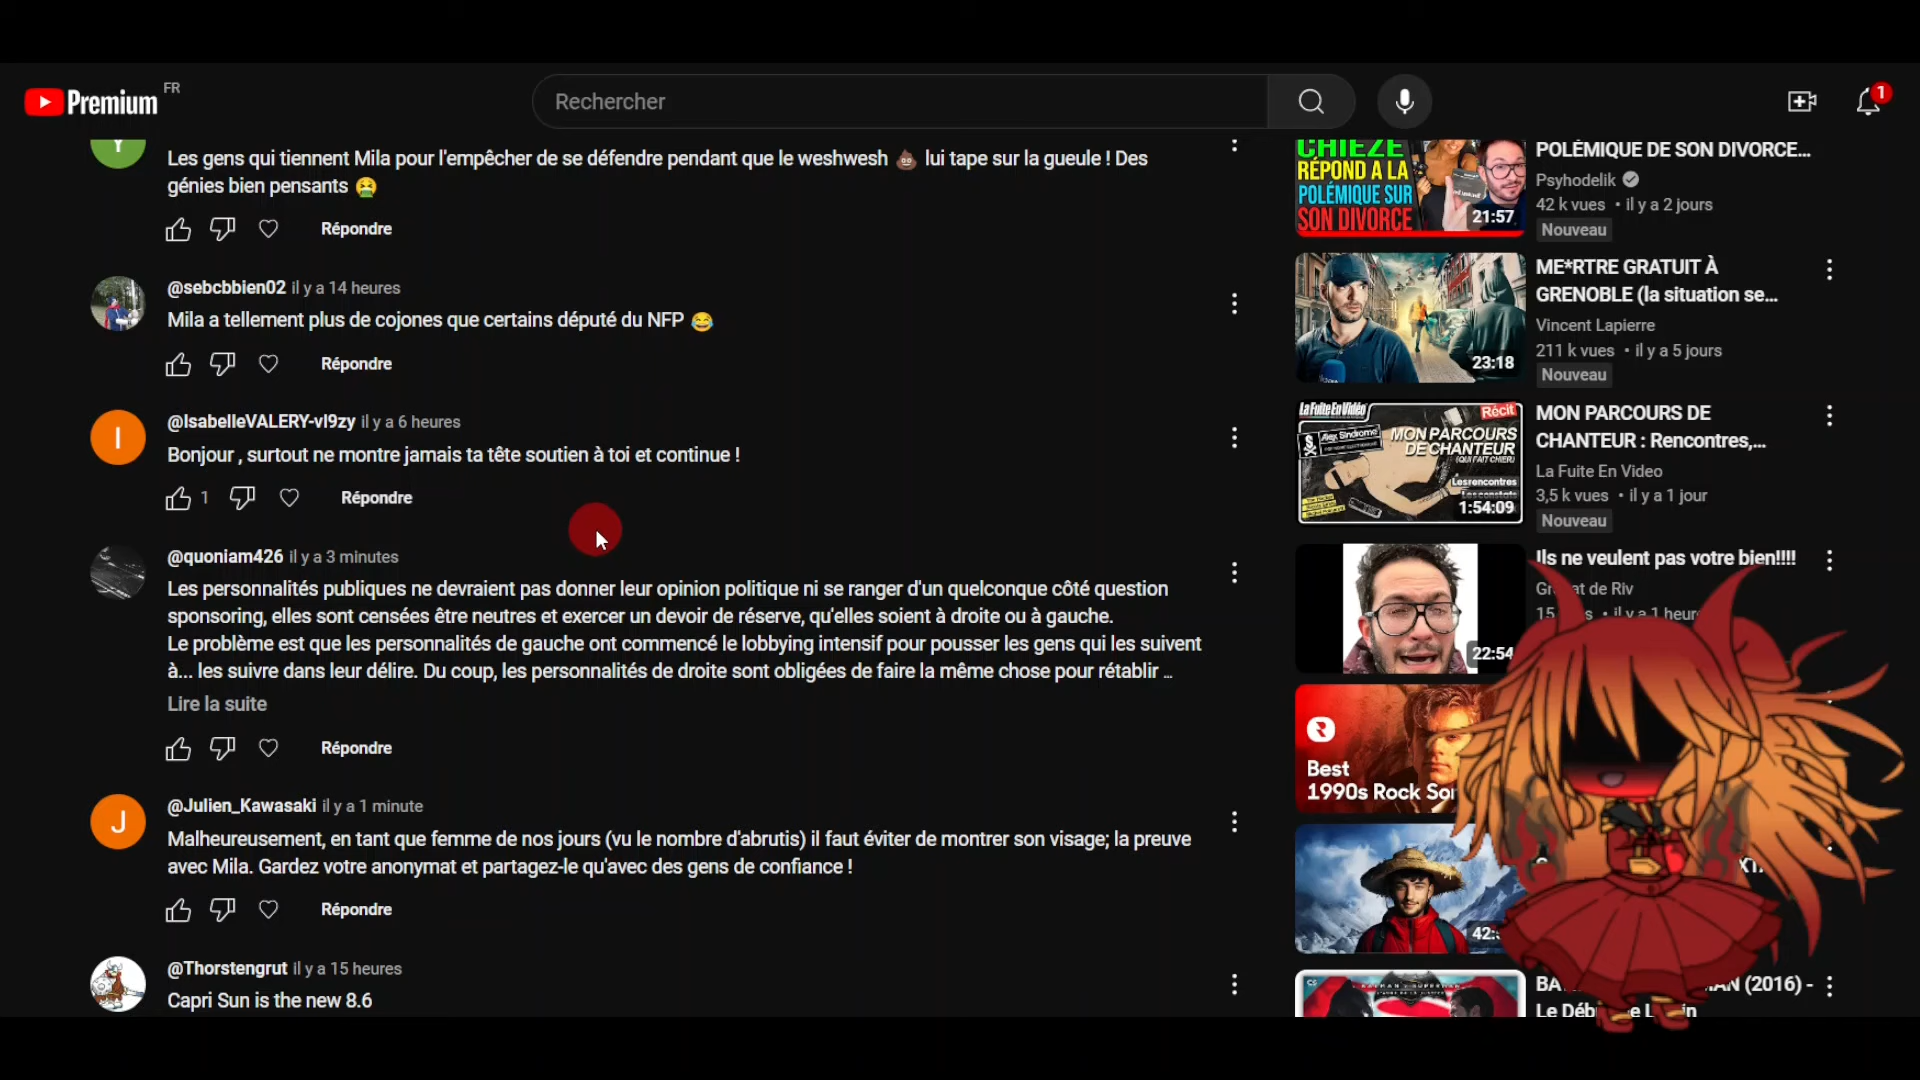 Premium FR
Rechercher
1
Les gens qui tiennent Mila pour l'empêcher de se défendre pendant que le weshwesh 💩 lui tape sur la gueule ! Des
génies bien pensants 🤮
Répondre
@sebcbbien02 il y a 14 heures
Mila a tellement plus de cojones que certains député du NFP 😂
Répondre
I
@IsabelleVALERY-vl9zy il y a 6 heures
Bonjour , surtout ne montre jamais ta tête soutien à toi et continue !
1 Répondre
@quoniam426 il y a 3 minutes
Les personnalités publiques ne devraient pas donner leur opinion politique ni se ranger d'un quelconque côté question
sponsoring, elles sont censées être neutres et exercer un devoir de réserve, qu'elles soient à droite ou à gauche.
Le problème est que les personnalités de gauche ont commencé le lobbying intensif pour pousser les gens qui les suivent
à... les suivre dans leur délire. Du coup, les personnalités de droite sont obligées de faire la même chose pour rétablir ...
Lire la suite
Répondre
J
@Julien_Kawasaki il y a 1 minute
Malheureusement, en tant que femme de nos jours (vu le nombre d'abrutis) il faut éviter de montrer son visage; la preuve
avec Mila. Gardez votre anonymat et partagez-le qu'avec des gens de confiance !
Répondre
@Thorstengrut il y a 15 heures
Capri Sun is the new 8.6
CHIEZE
RÉPOND A LA
POLÉMIQUE SUR
SON DIVORCE
21:57
POLÉMIQUE DE SON DIVORCE...
Psyhodelik
42 k vues • il y a 2 jours
Nouveau
23:18
ME*RTRE GRATUIT À
GRENOBLE (la situation se...
Vincent Lapierre
211 k vues • il y a 5 jours
Nouveau
La Fuite En Vidéo
Récit
Alex Sindrome
MON PARCOURS
DE CHANTEUR
(QUI FAIT CHIER)
Les rencontres
Les constats
1:54:09
MON PARCOURS DE
CHANTEUR : Rencontres,...
La Fuite En Video
3,5 k vues • il y a 1 jour
Nouveau
22:54
Ils ne veulent pas votre bien!!!!
de Riv
il y a 1 heure
Best
1990s Rock
42:
BATMAN V SUPERMAN
(2016) -
Le